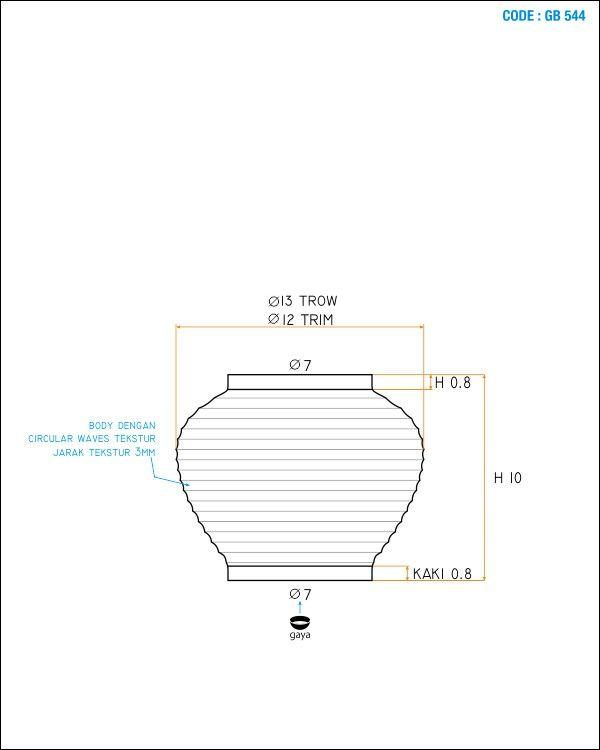 CODE : GB 544
Ø13 TROW
Ø12 TRIM
Ø7
H 0.8
BODY DENGAN
CIRCULAR WAVES TEKSTUR
JARAK TEKSTUR 3MM
H 10
KAKI 0.8
Ø7
gaya